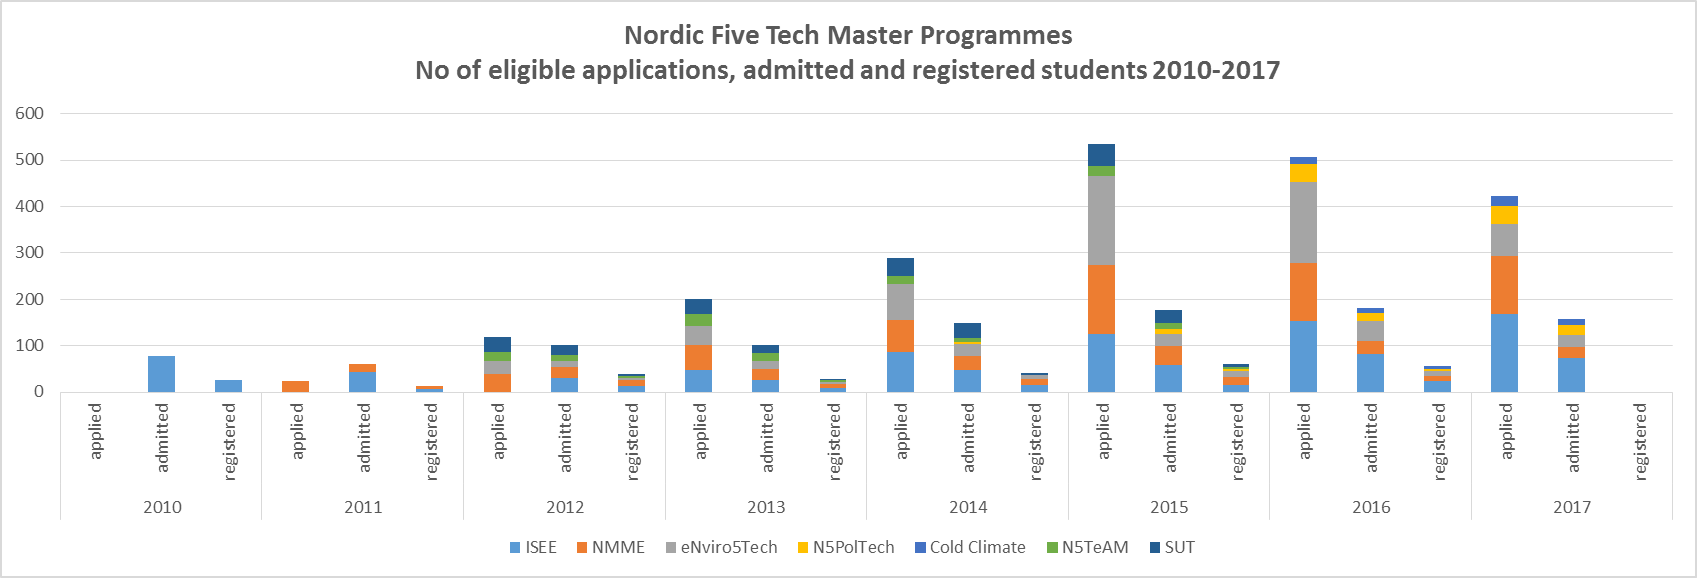 Nordic Five Tech Master Programmes
No of eligible applications, admitted and registered students 2010-2017
600
500
400
300
200
100
0
applied
admitted
registered
applied
admitted
registered
applied
admitted
registered
applied
admitted
registered
applied
admitted
registered
applied
admitted
registered
applied
admitted
registered
applied
admitted
registered
2010 2011 2012 2013 2014 2015 2016 2017
ISEE NMME eNviro5Tech N5PolTech Cold Climate N5TeAM SUT